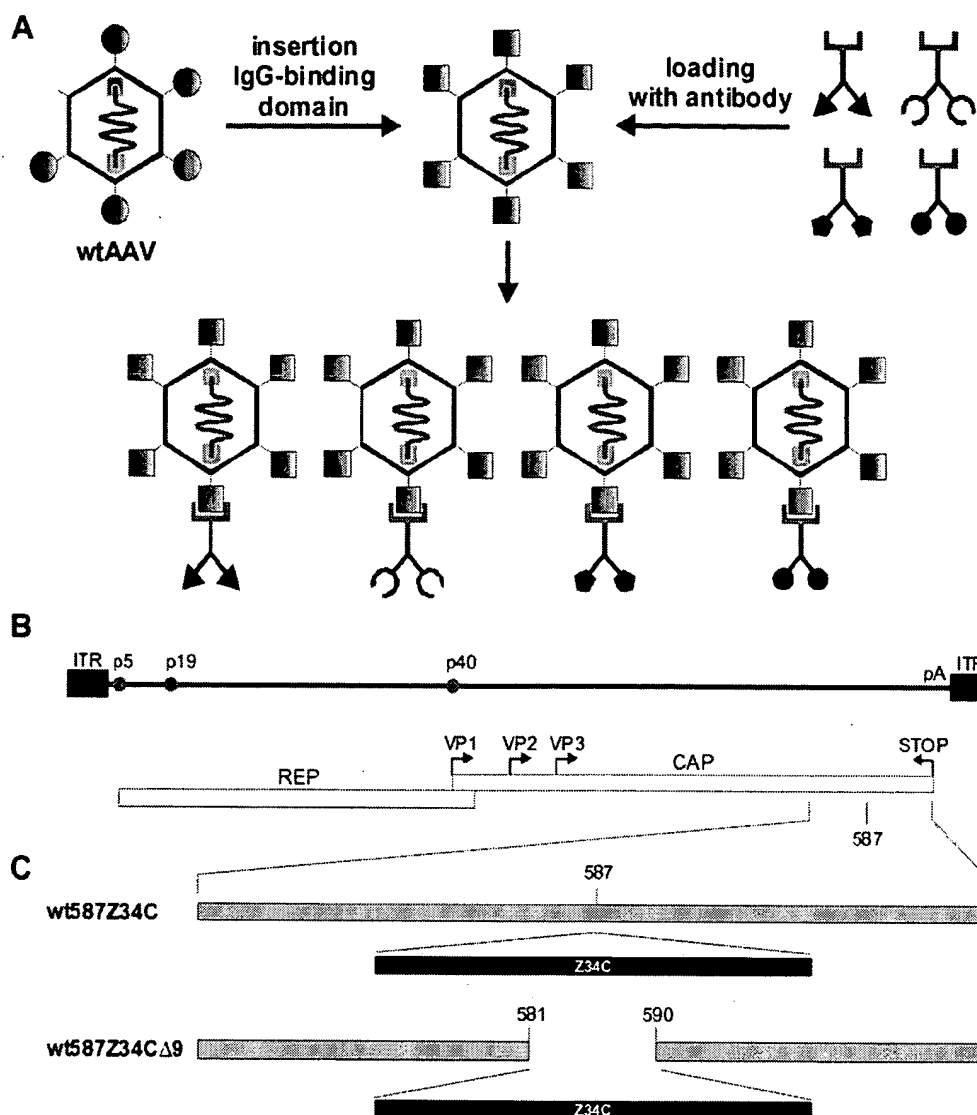 A
insertion
IgG-binding
domain
loading
with antibody
wtAAV
B
ITR p5 p19 p40 pA ITR
VP1 VP2 VP3 STOP
REP CAP
587
C
587
wt587Z34C
Z34C
581 590
wt587Z34CΔ9
Z34C